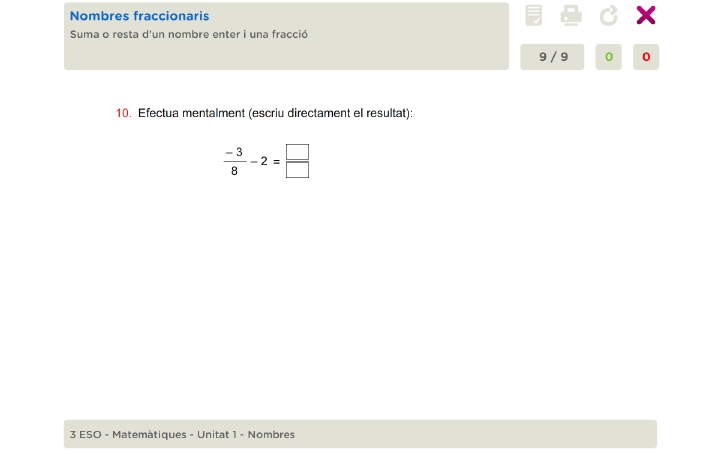 Nombres fraccionaris
Suma o resta d'un nombre enter i una fracció
9 / 9
0
0
10. Efectua mentalment (escriu directament el resultat):
– 3
8
– 2 =
3 ESO - Matemàtiques - Unitat 1 - Nombres